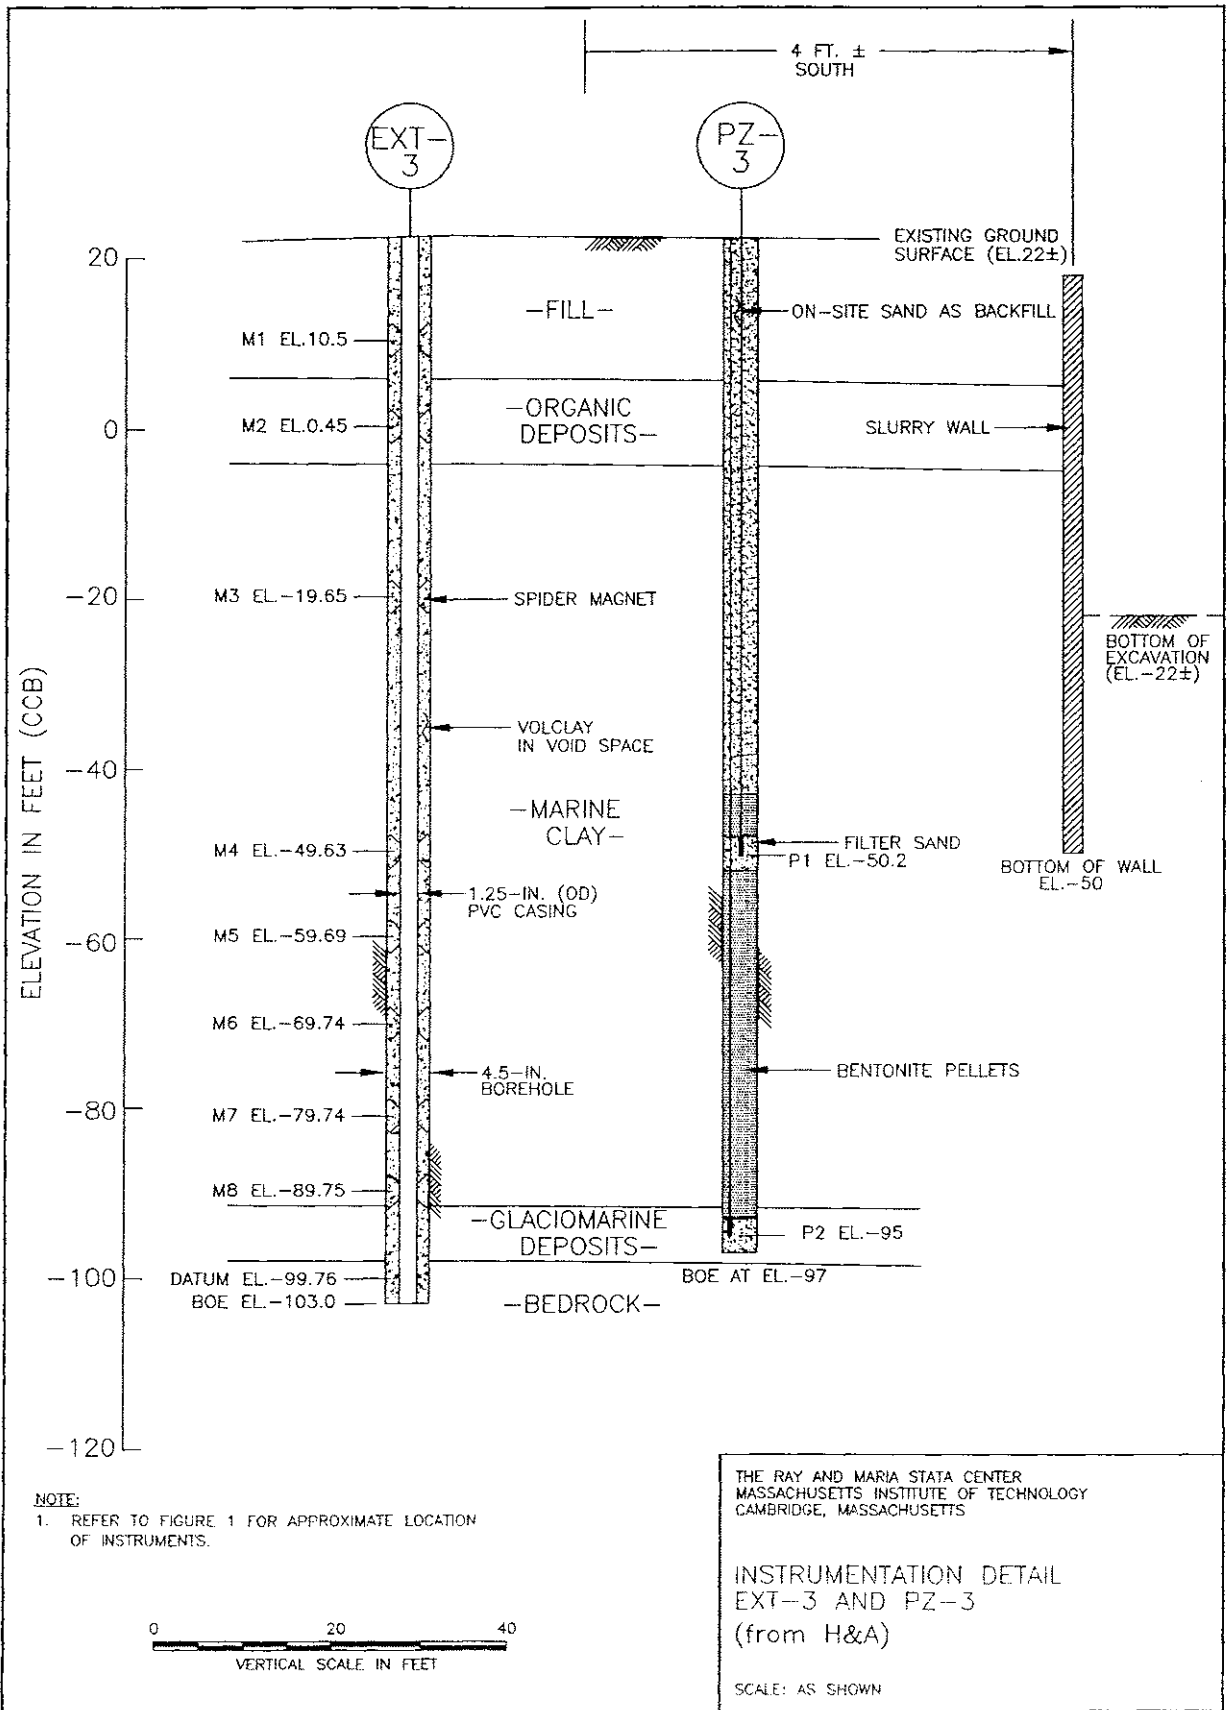 4 FT. ±
SOUTH
EXT-
3
PZ-
3
EXISTING GROUND
SURFACE (EL.22±)
20
-FILL-
ON-SITE SAND AS BACKFILL
M1 EL.10.5
-ORGANIC
DEPOSITS-
M2 EL.0.45
0
SLURRY WALL
M3 EL.-19.65
-20
SPIDER MAGNET
BOTTOM OF
EXCAVATION
(EL.-22±)
ELEVATION IN FEET (CCB)
VOLCLAY
IN VOID SPACE
-40
-MARINE
CLAY-
FILTER SAND
M4 EL.-49.63
P1 EL.-50.2
BOTTOM OF WALL
EL.-50
1.25-IN. (OD)
PVC CASING
M5 EL.-59.69
-60
M6 EL.-69.74
4.5-IN.
BOREHOLE
BENTONITE PELLETS
M7 EL.-79.74
-80
M8 EL.-89.75
-GLACIOMARINE
DEPOSITS-
P2 EL.-95
-100
DATUM EL.-99.76
BOE AT EL.-97
BOE EL.-103.0
-BEDROCK-
-120
NOTE:
1. REFER TO FIGURE 1 FOR APPROXIMATE LOCATION
OF INSTRUMENTS.
0 20 40
VERTICAL SCALE IN FEET
THE RAY AND MARIA STATA CENTER
MASSACHUSETTS INSTITUTE OF TECHNOLOGY
CAMBRIDGE, MASSACHUSETTS
INSTRUMENTATION DETAIL
EXT-3 AND PZ-3
(from H&A)
SCALE: AS SHOWN